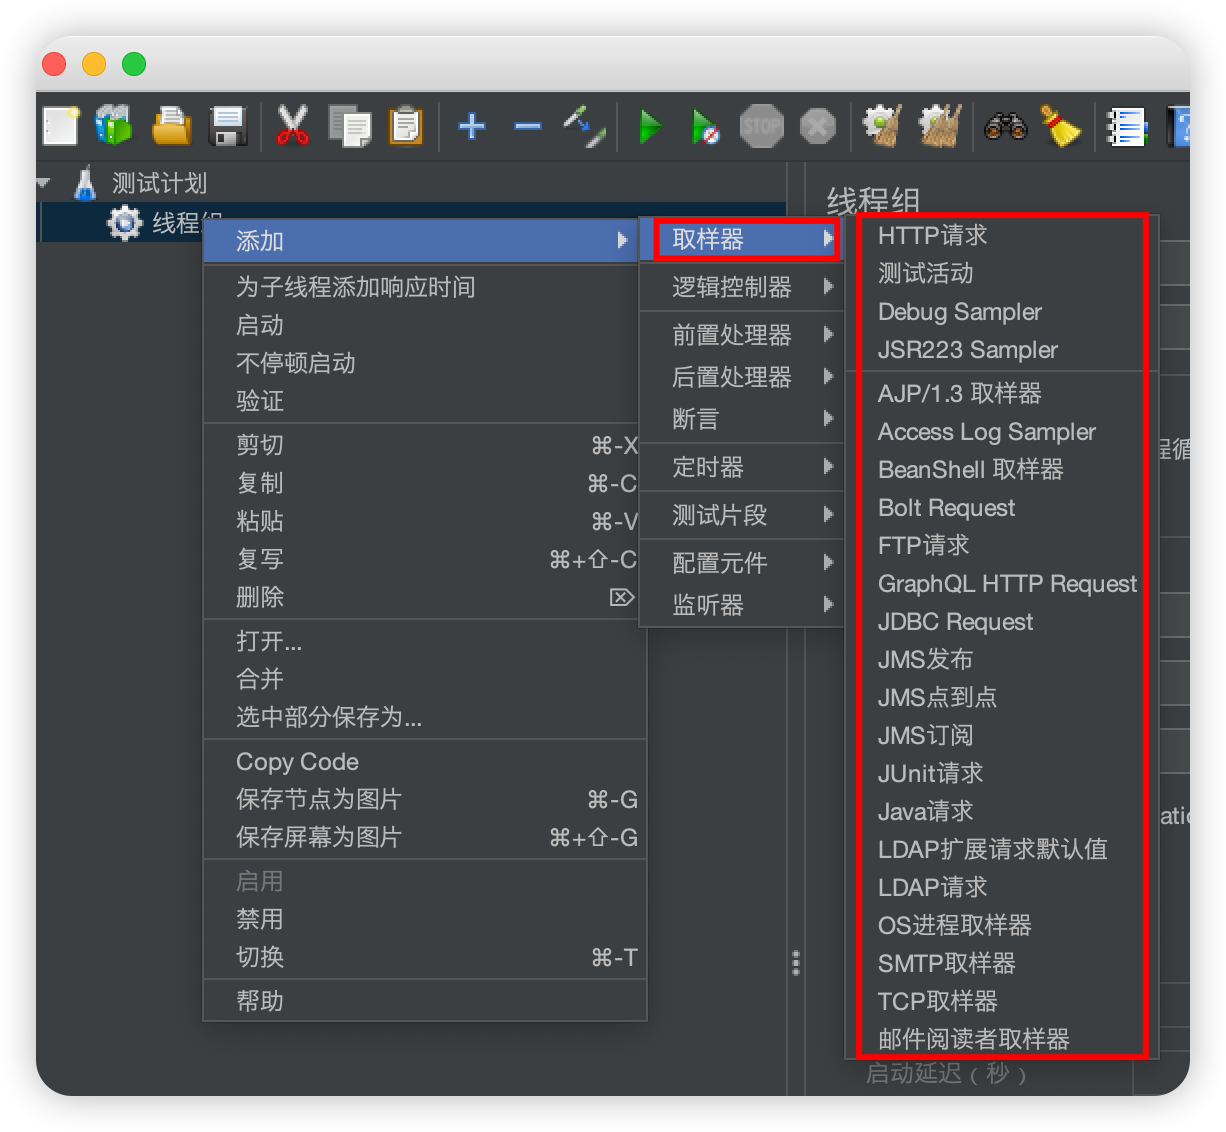 STOP
测试计划
线程组
线程组
添加
为子线程添加响应时间
启动
不停顿启动
验证
剪切 ⌘-X
复制 ⌘-C
粘贴 ⌘-V
复写 ⌘+⇧-C
删除 ⌦
打开...
合并
选中部分保存为...
Copy Code
保存节点为图片 ⌘-G
保存屏幕为图片 ⌘+⇧-G
启用
禁用
切换 ⌘-T
帮助
取样器
逻辑控制器
前置处理器
后置处理器
断言
定时器
测试片段
配置元件
监听器
HTTP请求
测试活动
Debug Sampler
JSR223 Sampler
AJP/1.3 取样器
Access Log Sampler
BeanShell 取样器
Bolt Request
FTP请求
GraphQL HTTP Request
JDBC Request
JMS发布
JMS点到点
JMS订阅
JUnit请求
Java请求
LDAP扩展请求默认值
LDAP请求
OS进程取样器
SMTP取样器
TCP取样器
邮件阅读者取样器
程循
atio
启动延迟（秒）